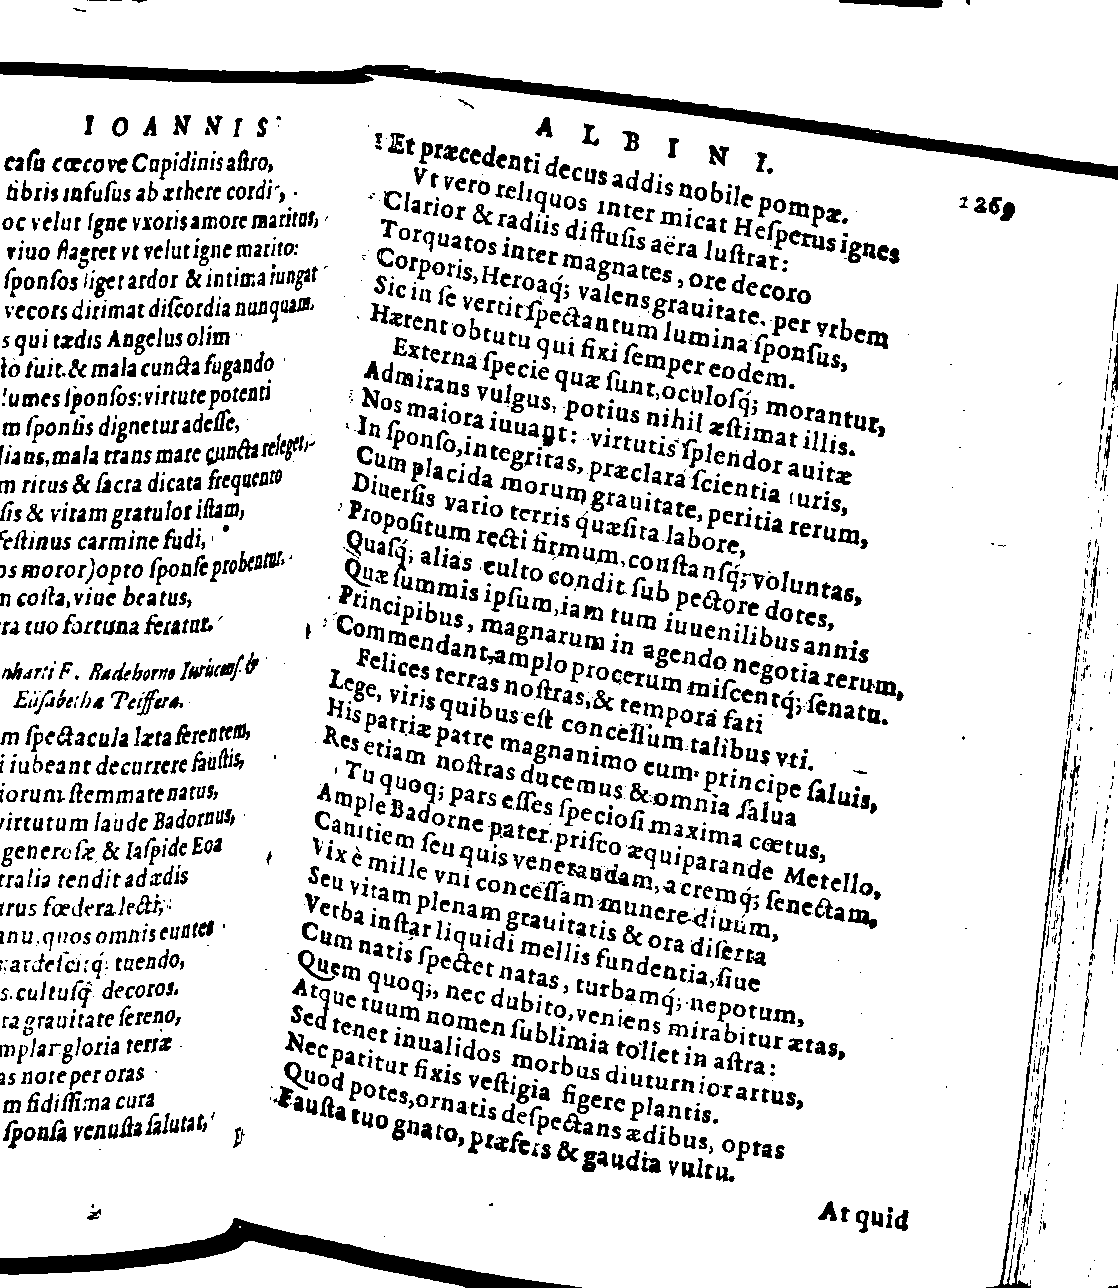 IOANNIS
casu cœcove Cupidinis astro,
tibris infusus ab æthere cordi,
oc velut igne vxoris amore maritus,
viuo flagret vt velut igne marito:
sponsos liget ardor & intima iungat
vecors dirimat discordia nunquam.
s qui tædis Angelus olim
lo fuit, & mala cuncta fugando
lumes sponsos: virtute potenti
m sponsis dignetur adesse,
lians, mala trans mare cuncta releget,
m ritus & sacra dicata frequento
sis & vitam gratulor istam,
festinus carmine fudi,
os moror) opto sponse probentur.
n costa, viue beatus,
ra tuo fortuna feratur.
nharti F. Radeborno Iuriconſ. &
Elisabetha Peiffera.
m ſpectacula læta ferentem,
i iubeant decurrere fauſtis,
iorum ſtemmate natus,
virtutum laude Badornus,
generoſæ & Iaſpide Eoa
tralia tendit ad ædis
urus fœdera lecti,
anu, quos omnis euntes
ardeſcitq́; tuendo,
s. cultuſq́ decoros.
ra grauitate ſereno,
mplar gloria terræ
as note per oras
m fidiſſima cura
ſponſa venuſta ſalutat,
ALBINI.
1269
Et præcedenti decus addis nobile pompæ.
Vt vero reliquos inter micat Heſperus ignes
Clarior & radiis diffuſis aëra luſtrat:
Torquatos inter magnates, ore decoro
Corporis, Heroaq́; valens grauitate. per vrbem
Sic in ſe vertit ſpectantum lumina ſponſus,
Hærent obtutu qui fixi ſemper eodem.
Externa ſpecie quæ ſunt, oculoſq́; morantur,
Admirans vulgus, potius nihil æſtimat illis.
Nos maiora iuuant: virtutis ſplendor auitæ
In ſponſo, integritas, præclara ſcientia iuris,
Cum placida morum grauitate, peritia rerum,
Diuerſis vario terris quæſita labore,
Propoſitum recti firmum, conſtanſq́; voluntas,
Quaſq́; alias culto condit ſub pectore dotes,
Quæ ſummis ipſum, iam tum iuuenilibus annis
Principibus, magnarum in agendo negotia rerum,
Commendant, amplo procerum miſcentq́; ſenatu.
Felices terras noſtras, & tempora fati
Lege, viris quibus eſt conceſſum talibus vti.
His patriæ patre magnanimo cum principe ſaluis,
Res etiam noſtras ducemus & omnia ſalua
Tu quoq; pars eſſes ſpecioſi maxima cœtus,
Ample Badorne pater, priſco æquiparande Metello,
Canitiem ſeu quis venerandam, acremq́; ſenectam,
Vix è mille vni conceſſam munere diuûm,
Seu vitam plenam grauitatis & ora diſerta
Verba inſtar liquidi mellis fundentia, ſiue
Cum natis ſpectet natas, turbamq́; nepotum,
Quem quoq;, nec dubito, veniens mirabitur ætas,
Atque tuum nomen ſublimia tollet in aſtra:
Sed tenet inualidos morbus diuturnior artus,
Nec patitur fixis veſtigia figere plantis.
Quod potes, ornatis deſpectans ædibus, optas
Fauſta tuo gnato, præfers & gaudia vultu.
At quid